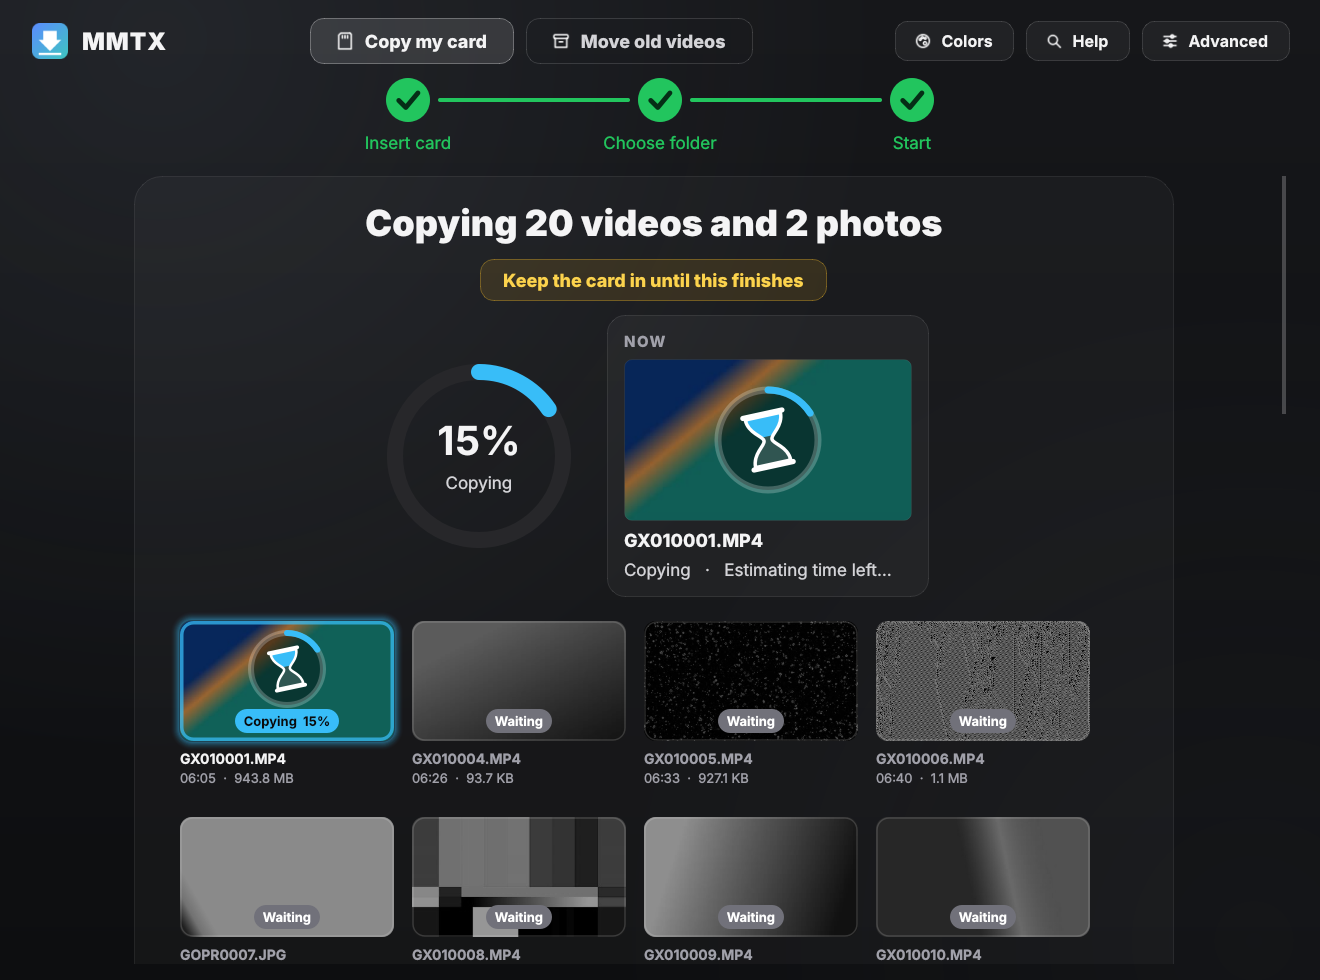 MMTX
Copy my card
Move old videos
Colors
Help
Advanced
Insert card
Choose folder
Start
Copying 20 videos and 2 photos
Keep the card in until this finishes
15%
Copying
NOW
GX010001.MP4
Copying · Estimating time left...
Copying 15%
GX010001.MP4
06:05 · 943.8 MB
Waiting
GX010004.MP4
06:26 · 93.7 KB
Waiting
GX010005.MP4
06:33 · 927.1 KB
Waiting
GX010006.MP4
06:40 · 1.1 MB
Waiting
GOPR0007.JPG
Waiting
GX010008.MP4
Waiting
GX010009.MP4
Waiting
GX010010.MP4